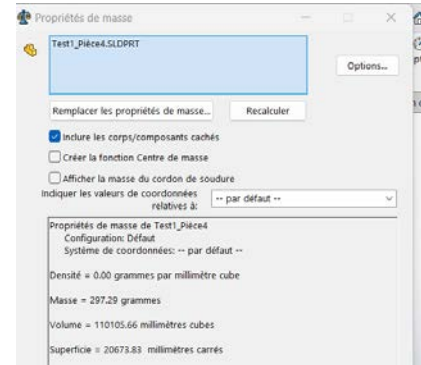 Propriétés de masse
Test1_Pièce4.SLDPRT
Options...
Remplacer les propriétés de masse...
Recalculer
Inclure les corps/composants cachés
Créer la fonction Centre de masse
Afficher la masse du cordon de soudure
Indiquer les valeurs de coordonnées
relatives à:
-- par défaut --
Propriétés de masse de Test1_Pièce4
Configuration: Défaut
Système de coordonnées: -- par défaut --
Densité = 0.00 grammes par millimètre cube
Masse = 297.29 grammes
Volume = 110105.66 millimètres cubes
Superficie = 20673.83 millimètres carrés